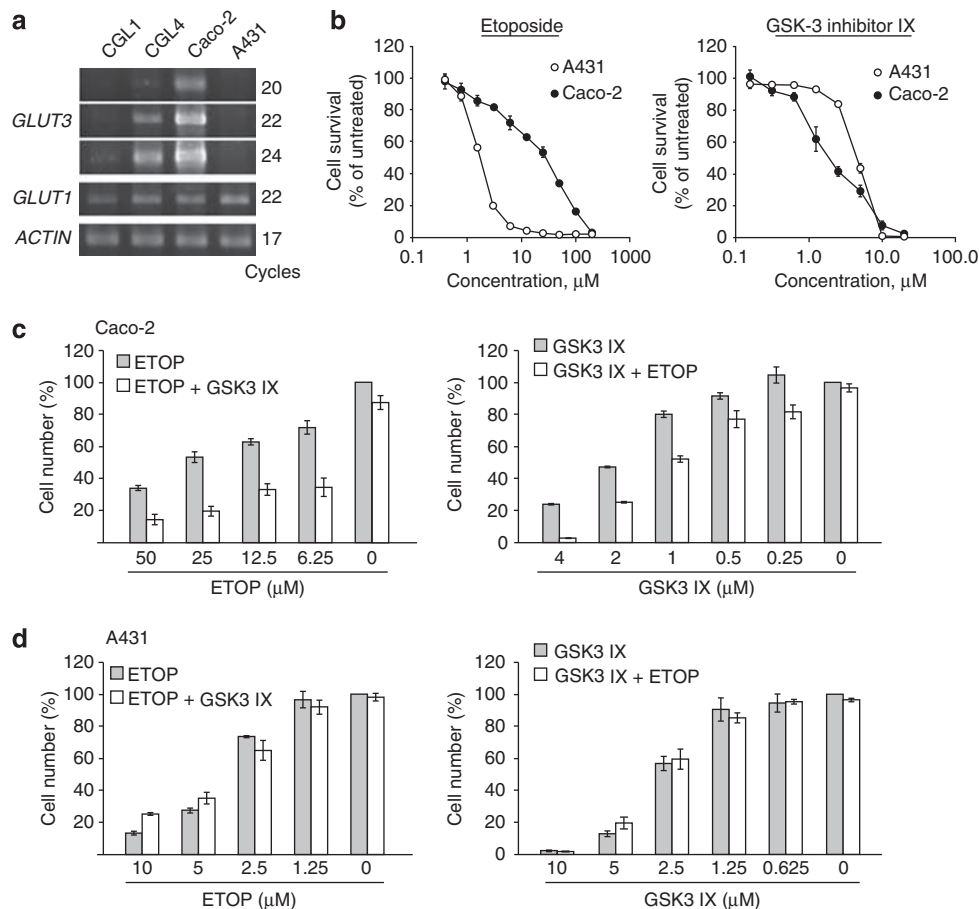 a
CGL1 CGL4 Caco-2 A431
20
GLUT3 22
24
GLUT1 22
ACTIN 17
Cycles
b
Etoposide
A431
Caco-2
Cell survival
(% of untreated)
120
100
80
60
40
20
0
0.1 1 10 100 1000
Concentration, μM
GSK-3 inhibitor IX
A431
Caco-2
Cell survival
(% of untreated)
120
100
80
60
40
20
0
0.1 1.0 10.0 100.0
Concentration, μM
c
Caco-2
ETOP
ETOP + GSK3 IX
Cell number (%)
120
100
80
60
40
20
50 25 12.5 6.25 0
ETOP (μM)
GSK3 IX
GSK3 IX + ETOP
Cell number (%)
120
100
80
60
40
20
0
4 2 1 0.5 0.25 0
GSK3 IX (μM)
d
A431
ETOP
ETOP + GSK3 IX
Cell number (%)
120
100
80
60
40
20
10 5 2.5 1.25 0
ETOP (μM)
GSK3 IX
GSK3 IX + ETOP
Cell number (%)
120
100
80
60
40
20
0
10 5 2.5 1.25 0.625 0
GSK3 IX (μM)